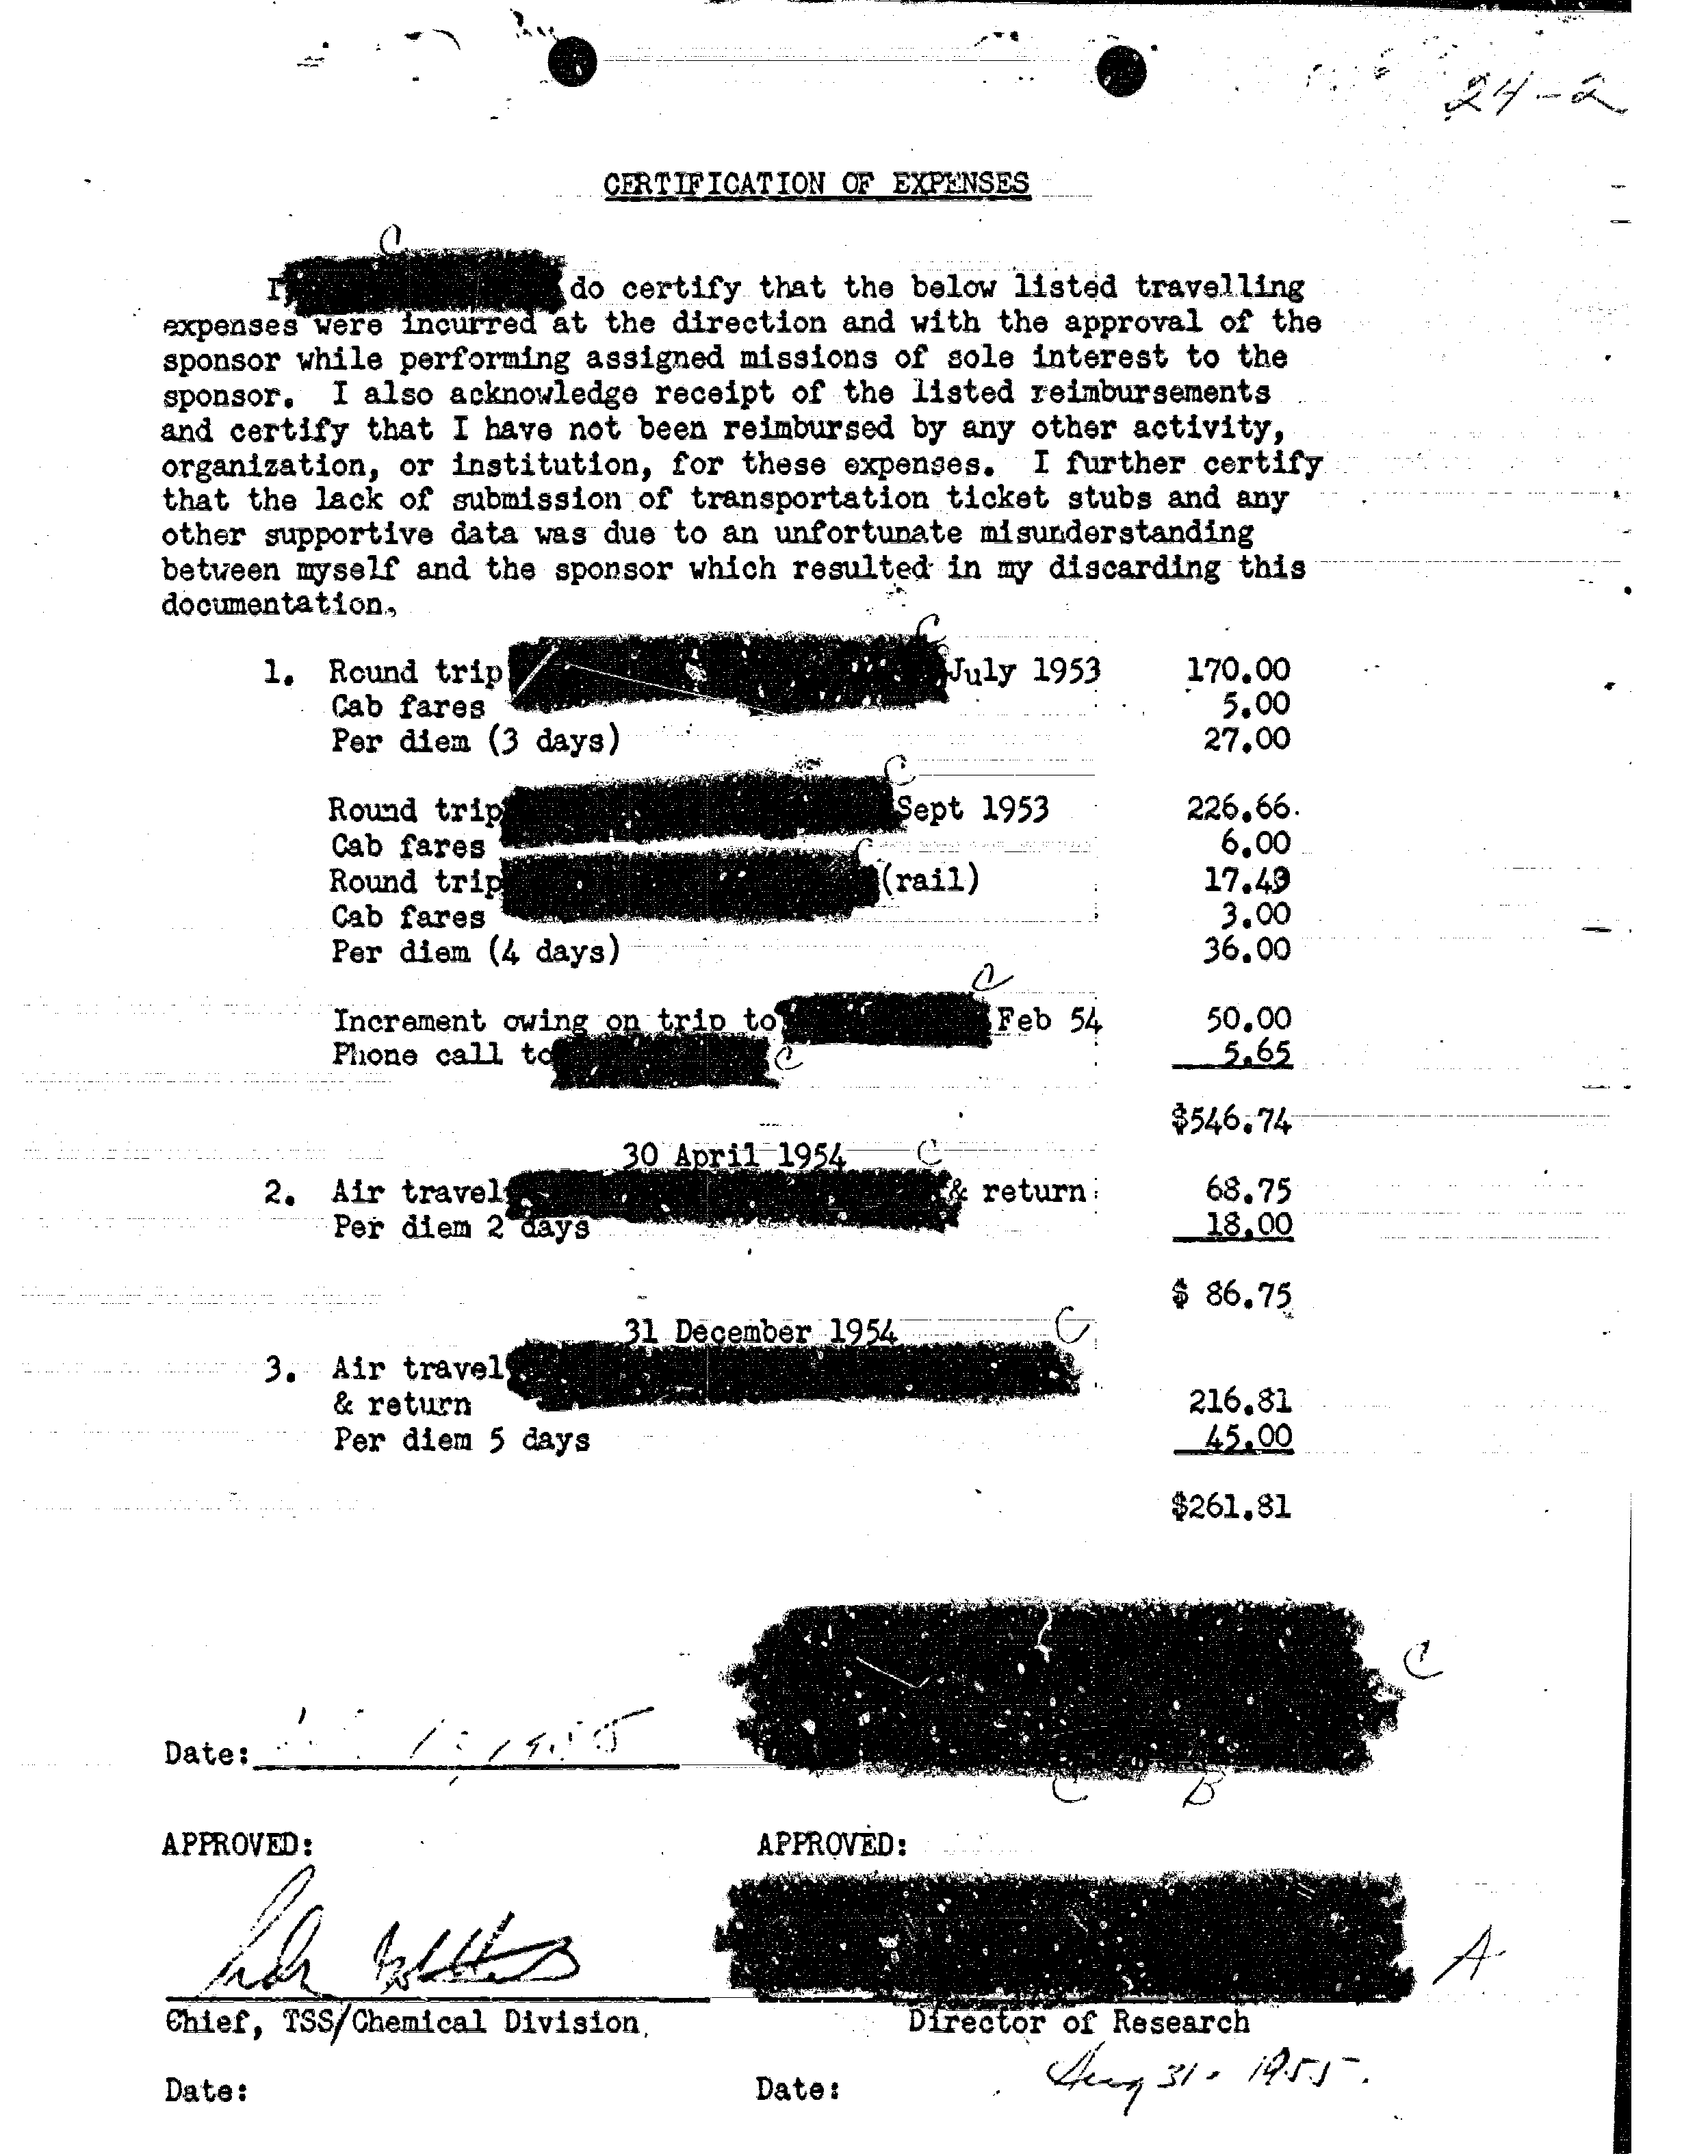 24-2
CERTIFICATION OF EXPENSES
C
I, do certify that the below listed travelling
expenses were incurred at the direction and with the approval of the
sponsor while performing assigned missions of sole interest to the
sponsor. I also acknowledge receipt of the listed reimbursements
and certify that I have not been reimbursed by any other activity,
organization, or institution, for these expenses. I further certify
that the lack of submission of transportation ticket stubs and any
other supportive data was due to an unfortunate misunderstanding
between myself and the sponsor which resulted in my discarding this
documentation.
C
1. Round trip July 1953 170.00
Cab fares 5.00
Per diem (3 days) 27.00
C
Round trip Sept 1953 226.66
Cab fares 6.00
C
Round trip (rail) 17.43
Cab fares 3.00
Per diem (4 days) 36.00
C
Increment owing on trip to Feb 54 50.00
Phone call to C 5.65
$546.74
30 April 1954 C
2. Air travel & return 68.75
Per diem 2 days 18.00
$ 86.75
31 December 1954 C
3. Air travel
& return 216.81
Per diem 5 days 45.00
$261.81
C
Date: 1955
C B
APPROVED: APPROVED:
A
Chief, TSS/Chemical Division Director of Research
Date: Date: Aug 31 - 1955.